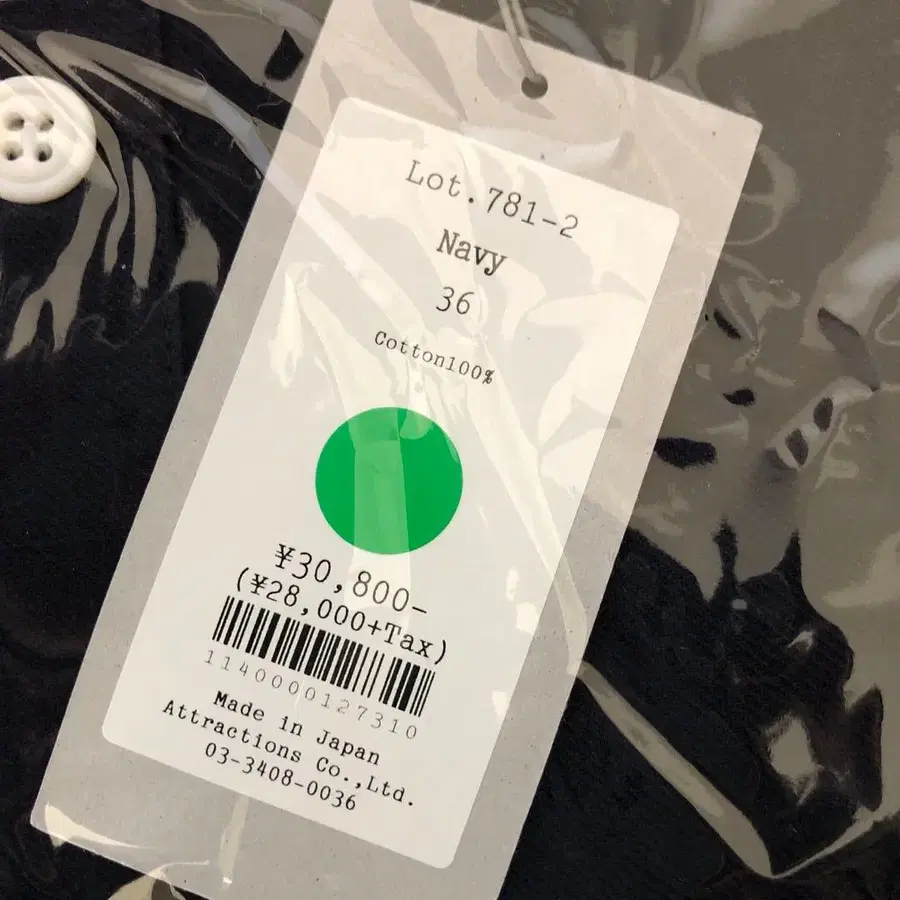 Lot.781-2
Navy
36
Cotton100%
¥30,800-
(¥28,000+Tax)
1140000127310
Made in Japan
Attractions Co.,Ltd.
03-3408-0036